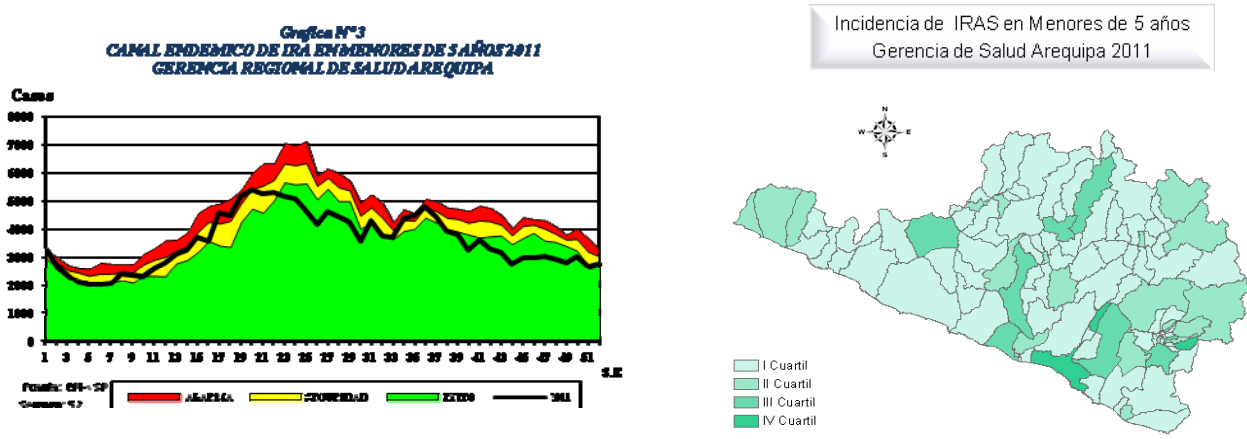 Grafica Nº3
CANAL ENDEMICO DE IRA EN MENORES DE 5 AÑOS 2011
GERENCIA REGIONAL DE SALUD AREQUIPA
Casos
8000
7000
6000
5000
4000
3000
2000
1000
0
1 3 5 7 9 11 13 15 17 19 21 23 25 27 29 31 33 35 37 39 41 43 45 47 49 51
S.E
ALARMA SEGURIDAD EXITO 2011
Incidencia de IRAS en Menores de 5 años
Gerencia de Salud Arequipa 2011
N
W E
S
I Cuartil
II Cuartil
III Cuartil
IV Cuartil